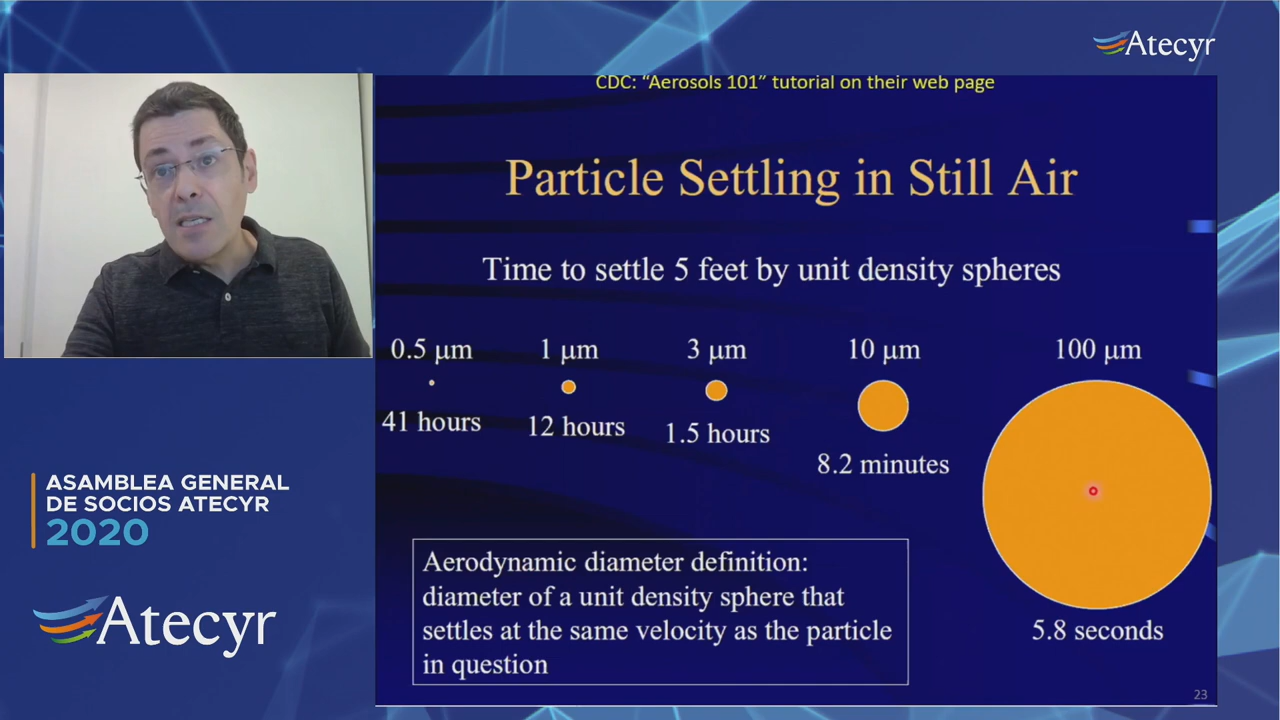 Atecyr
CDC: “Aerosols 101” tutorial on their web page
Particle Settling in Still Air
Time to settle 5 feet by unit density spheres
0.5 μm
1 μm
3 μm
10 μm
100 μm
41 hours
12 hours
1.5 hours
8.2 minutes
5.8 seconds
Aerodynamic diameter definition:
diameter of a unit density sphere that
settles at the same velocity as the particle
in question
23
ASAMBLEA GENERAL
DE SOCIOS ATECYR
2020
Atecyr